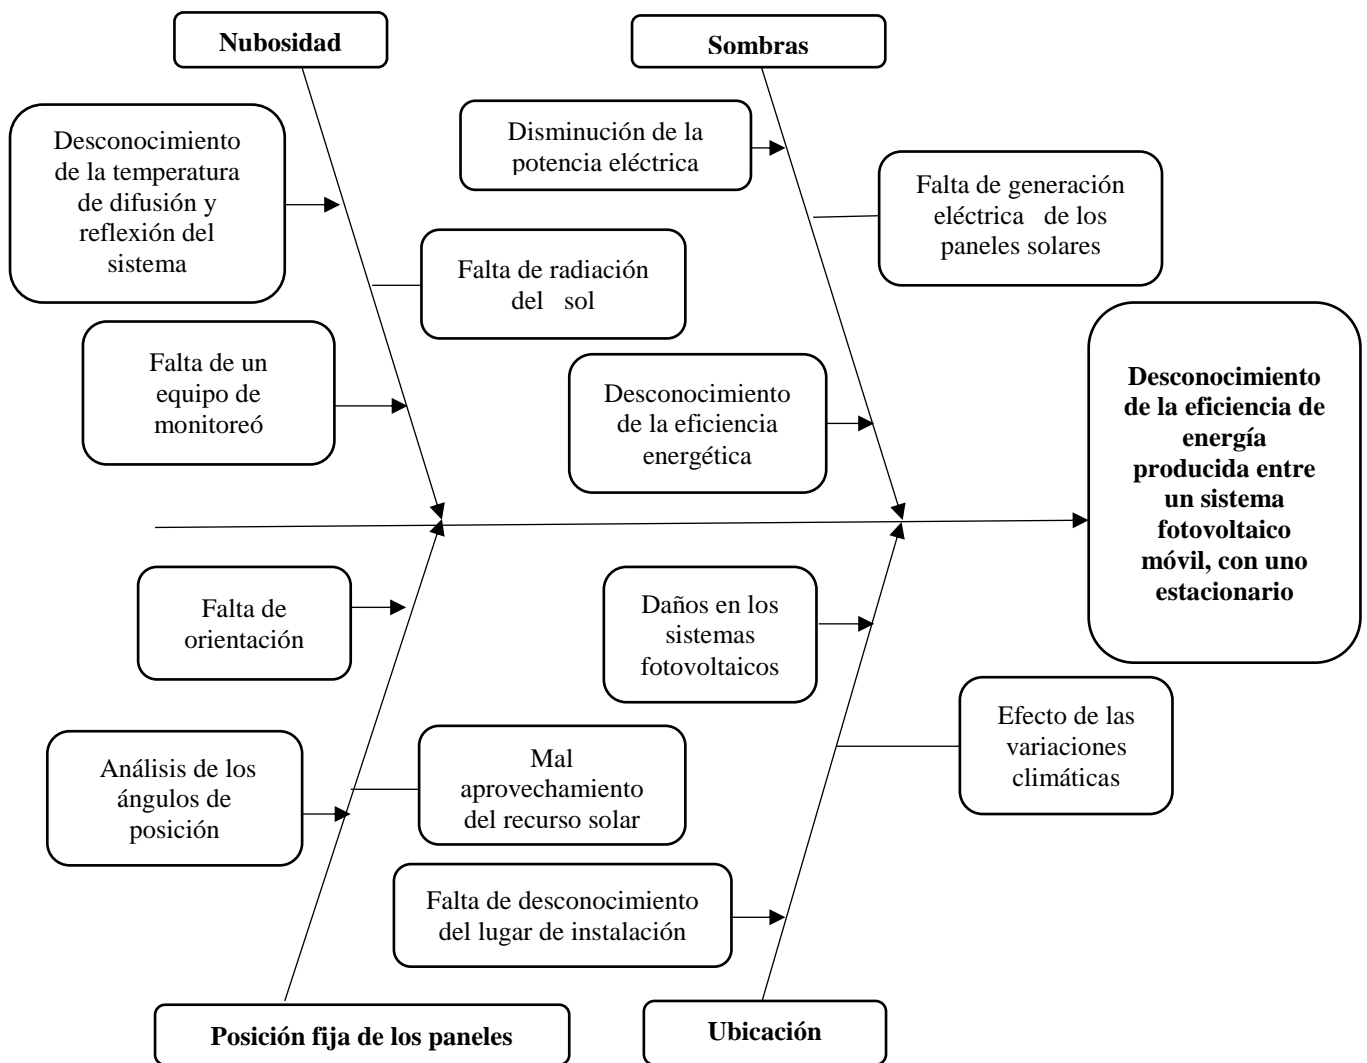 Nubosidad
Sombras
Desconocimiento
de la temperatura
de difusión y
reflexión del
sistema
Disminución de la
potencia eléctrica
Falta de generación
eléctrica de los
paneles solares
Falta de radiación
del sol
Falta de un
equipo de
monitoreó
Desconocimiento
de la eficiencia
energética
Desconocimiento
de la eficiencia de
energía
producida entre
un sistema
fotovoltaico
móvil, con uno
estacionario
Falta de
orientación
Daños en los
sistemas
fotovoltaicos
Efecto de las
variaciones
climáticas
Análisis de los
ángulos de
posición
Mal
aprovechamiento
del recurso solar
Falta de desconocimiento
del lugar de instalación
Posición fija de los paneles
Ubicación